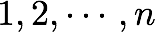 1, 2, ⋯ , n